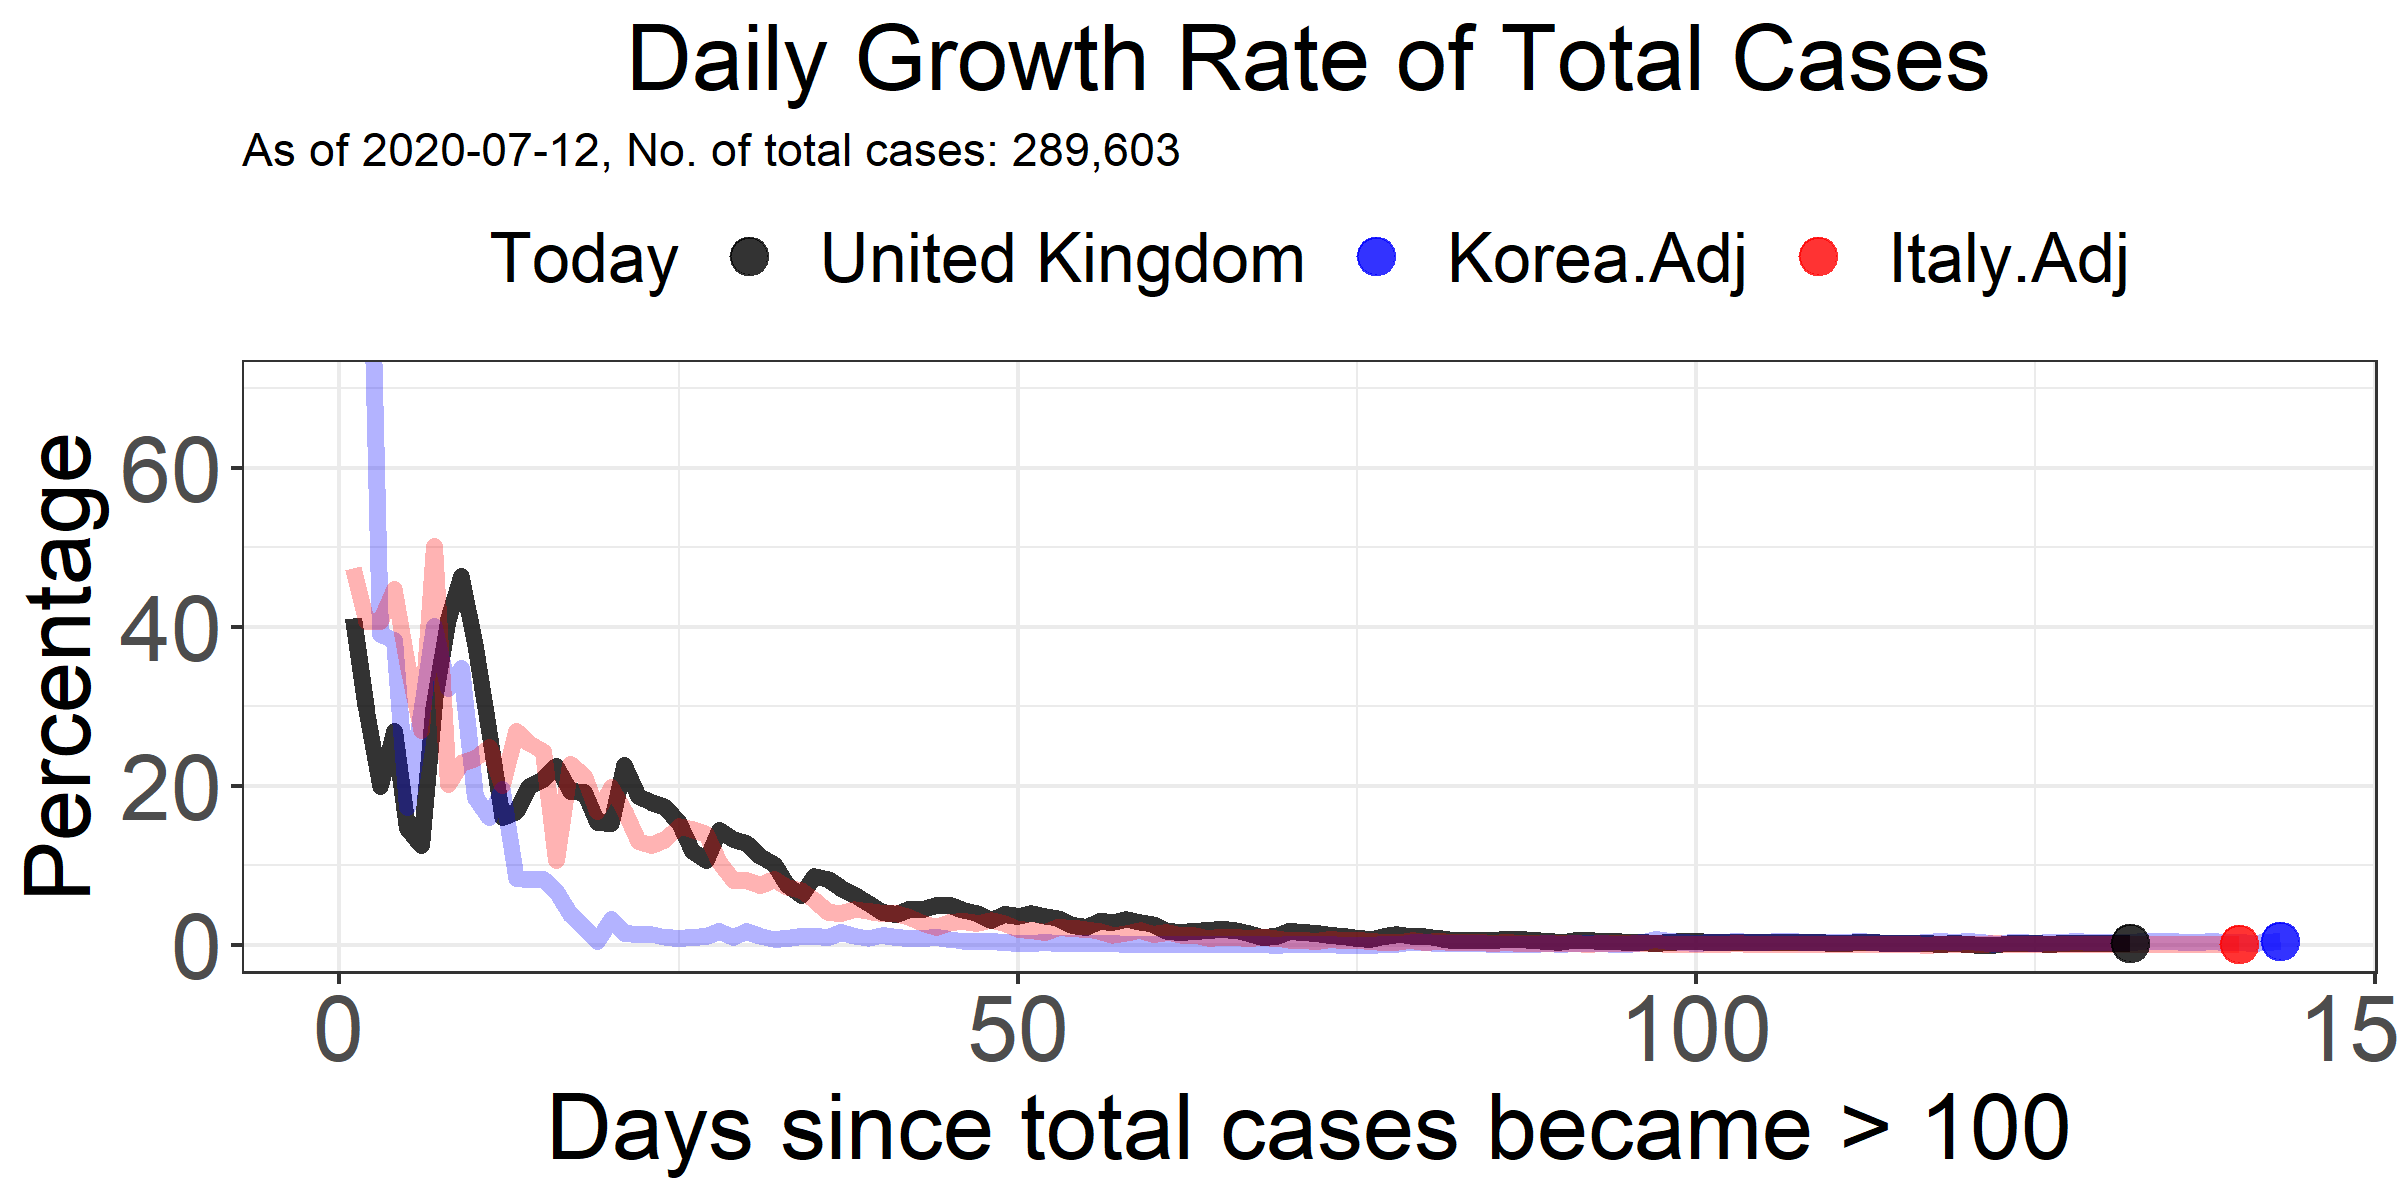 Daily Growth Rate of Total Cases
As of 2020-07-12, No. of total cases: 289,603
Today United Kingdom Korea.Adj Italy.Adj
Percentage
60
40
20
0
0 50 100 15
Days since total cases became > 100